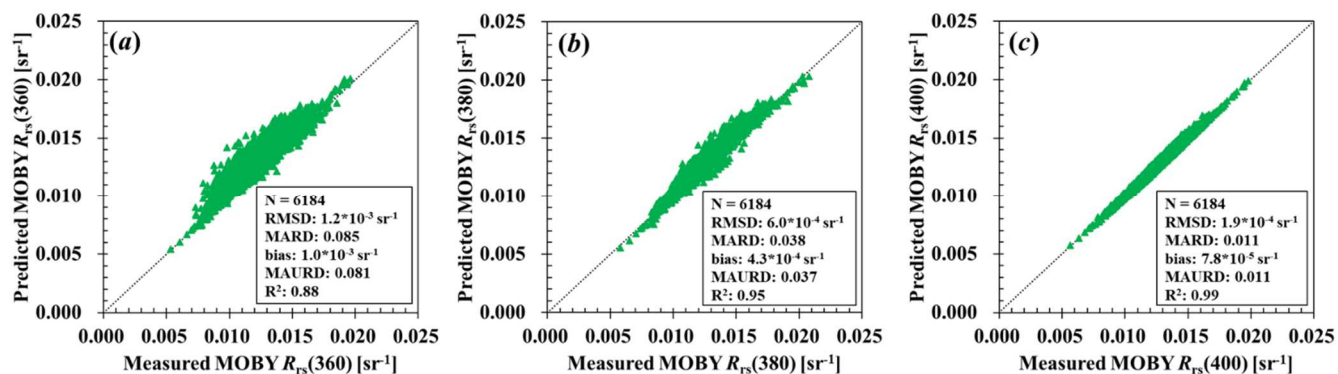 (a)
Predicted MOBY Rrs(360) [sr-1]
0.025
0.020
0.015
0.010
0.005
0.000
N = 6184
RMSD: 1.2*10-3 sr-1
MARD: 0.085
bias: 1.0*10-3 sr-1
MAURD: 0.081
R2: 0.88
0.000 0.005 0.010 0.015 0.020 0.025
Measured MOBY Rrs(360) [sr-1]
(b)
Predicted MOBY Rrs(380) [sr-1]
0.025
0.020
0.015
0.010
0.005
0.000
N = 6184
RMSD: 6.0*10-4 sr-1
MARD: 0.038
bias: 4.3*10-4 sr-1
MAURD: 0.037
R2: 0.95
0.000 0.005 0.010 0.015 0.020 0.025
Measured MOBY Rrs(380) [sr-1]
(c)
Predicted MOBY Rrs(400) [sr-1]
0.025
0.020
0.015
0.010
0.005
0.000
N = 6184
RMSD: 1.9*10-4 sr-1
MARD: 0.011
bias: 7.8*10-5 sr-1
MAURD: 0.011
R2: 0.99
0.000 0.005 0.010 0.015 0.020 0.025
Measured MOBY Rrs(400) [sr-1]